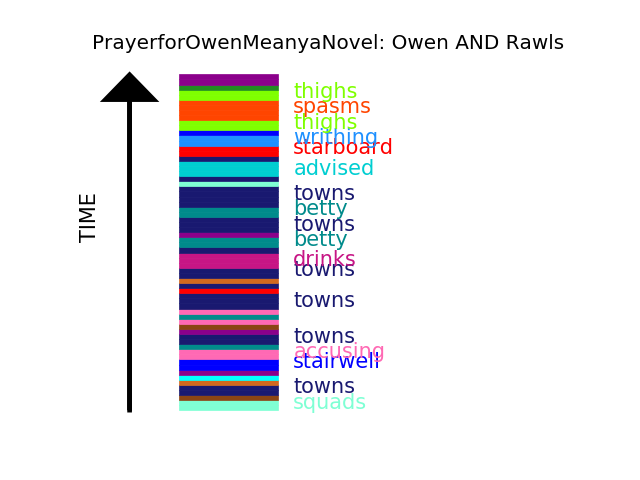 PrayerforOwenMeanyaNovel: Owen AND Rawls
TIME
thighs
spasms
thighs
writhing
starboard
advised
towns
betty
towns
betty
drinks
towns
towns
towns
accusing
stairwell
towns
squads